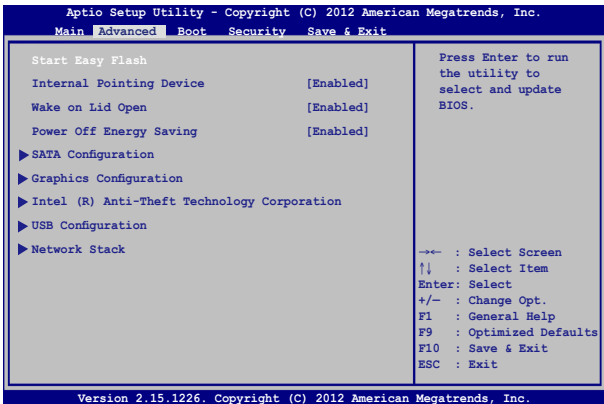 Aptio Setup Utility - Copyright (C) 2012 American Megatrends, Inc.
Main Advanced Boot Security Save & Exit
Start Easy Flash
Internal Pointing Device [Enabled]
Wake on Lid Open [Enabled]
Power Off Energy Saving [Enabled]
SATA Configuration
Graphics Configuration
Intel (R) Anti-Theft Technology Corporation
USB Configuration
Network Stack
Press Enter to run
the utility to
select and update
BIOS.
→← : Select Screen
↑↓ : Select Item
Enter: Select
+/— : Change Opt.
F1 : General Help
F9 : Optimized Defaults
F10 : Save & Exit
ESC : Exit
Version 2.15.1226. Copyright (C) 2012 American Megatrends, Inc.